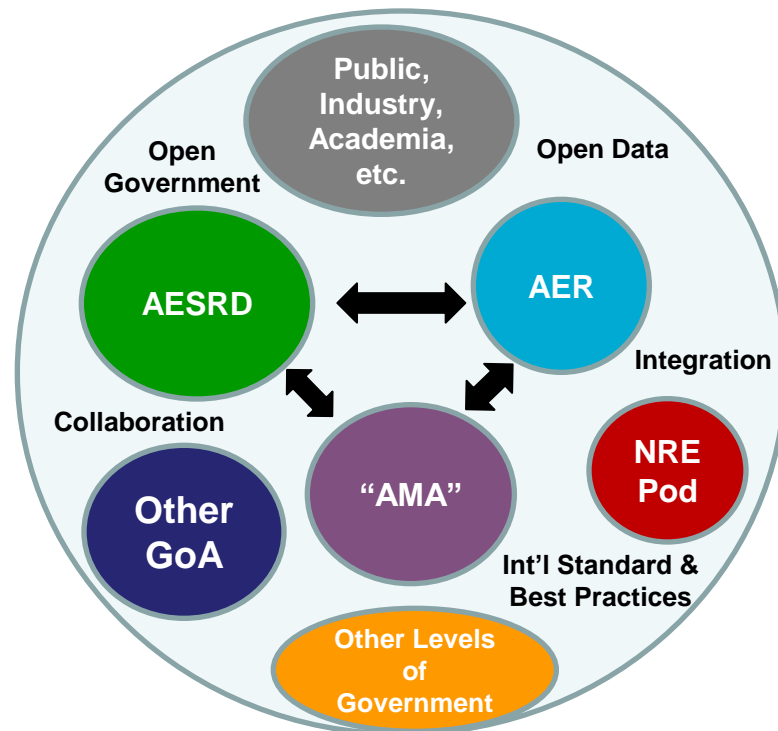 Public,
Industry,
Academia,
etc.
Open
Government
Open Data
AESRD
AER
Integration
Collaboration
“AMA”
NRE
Pod
Other
GoA
Int’l Standard &
Best Practices
Other Levels
of
Government